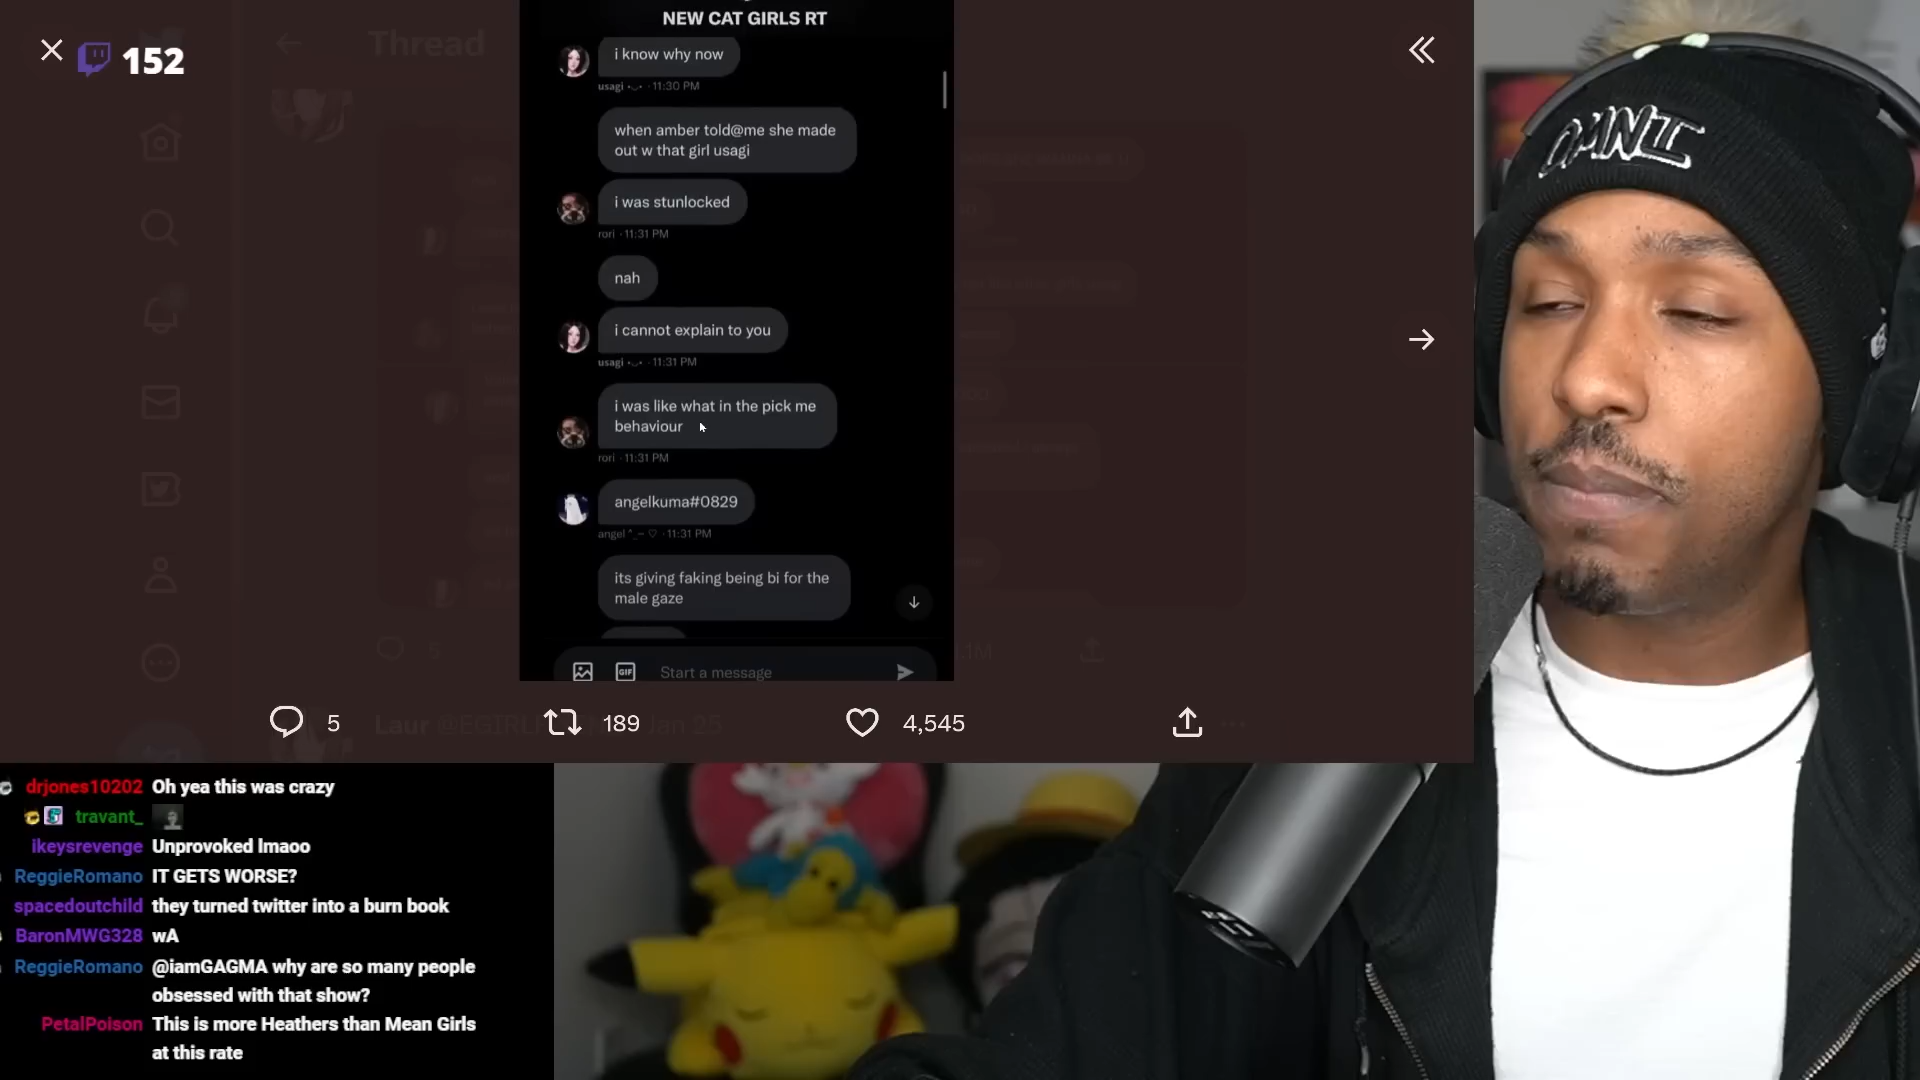 NEW CAT GIRLS RT
152
Thread
i know why now
usagi · 11:30 PM
when amber told@me she made
out w that girl usagi
i was stunlocked
rori · 11:31 PM
nah
i cannot explain to you
usagi · 11:31 PM
i was like what in the pick me
behaviour
rori · 11:31 PM
angelkuma#0829
angel · 11:31 PM
its giving faking being bi for the
male gaze
GIF
Start a message
5
189
4,545
Laur
Jan 25
OMNI
drjones10202 Oh yea this was crazy
travant_
ikeysrevenge Unprovoked lmaoo
ReggieRomano IT GETS WORSE?
spacedoutchild they turned twitter into a burn book
BaronMWG328 wA
ReggieRomano @iamGAGMA why are so many people
obsessed with that show?
PetalPoison This is more Heathers than Mean Girls
at this rate